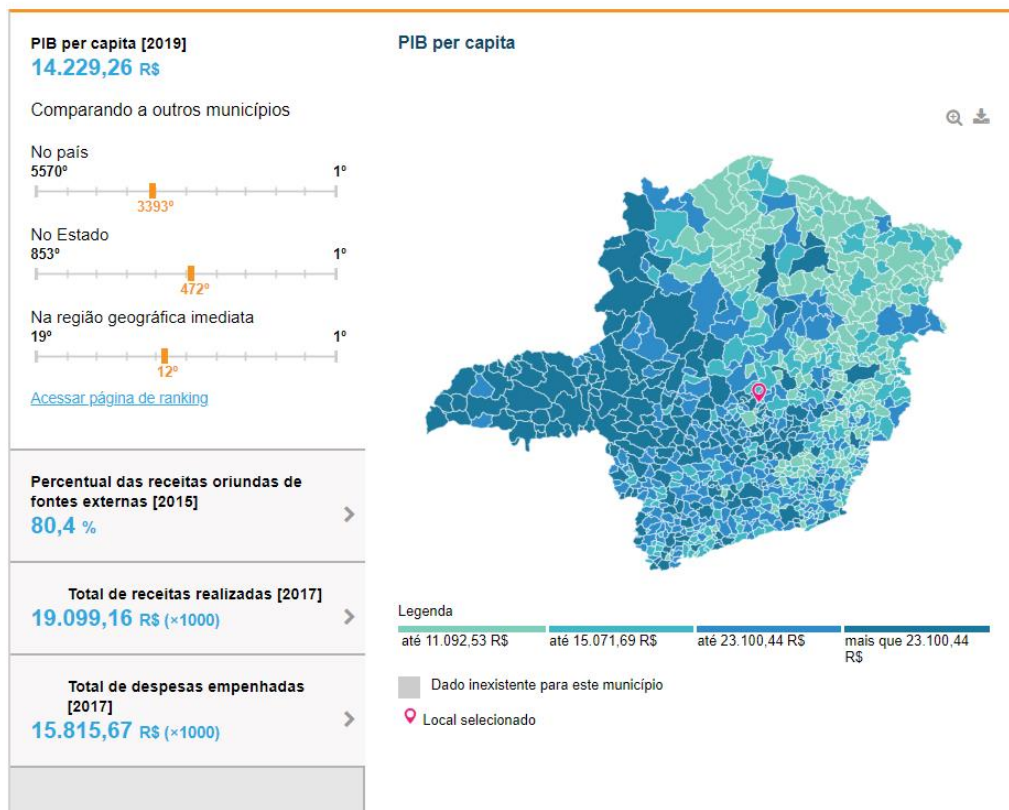 PIB per capita [2019]
14.229,26 R$
Comparando a outros municípios
No país
5570º 1º
3393º
No Estado
853º 1º
472º
Na região geográfica imediata
19º 1º
12º
Acessar página de ranking
Percentual das receitas oriundas de
fontes externas [2015]
80,4 %
Total de receitas realizadas [2017]
19.099,16 R$ (×1000)
Total de despesas empenhadas
[2017]
15.815,67 R$ (×1000)
PIB per capita
Legenda
até 11.092,53 R$ até 15.071,69 R$ até 23.100,44 R$ mais que 23.100,44
R$
Dado inexistente para este município
Local selecionado